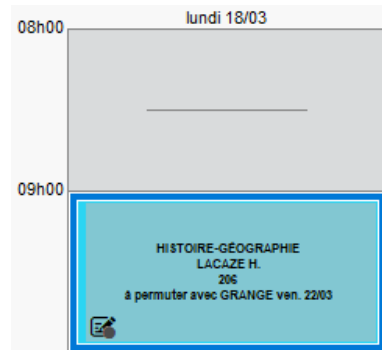 lundi 18/03
08h00
09h00
HISTOIRE-GÉOGRAPHIE
LACAZE H.
206
à permuter avec GRANGE ven. 22/03